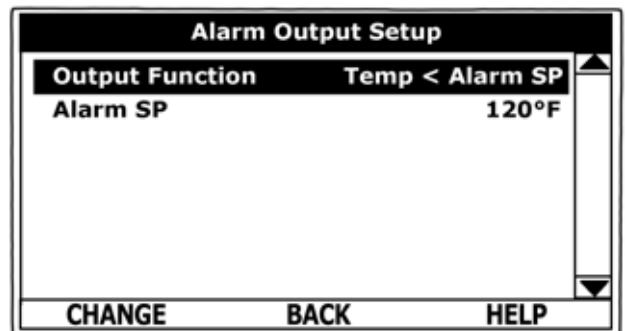 Alarm Output Setup
Output Function Temp < Alarm SP
Alarm SP 120°F
CHANGE BACK HELP